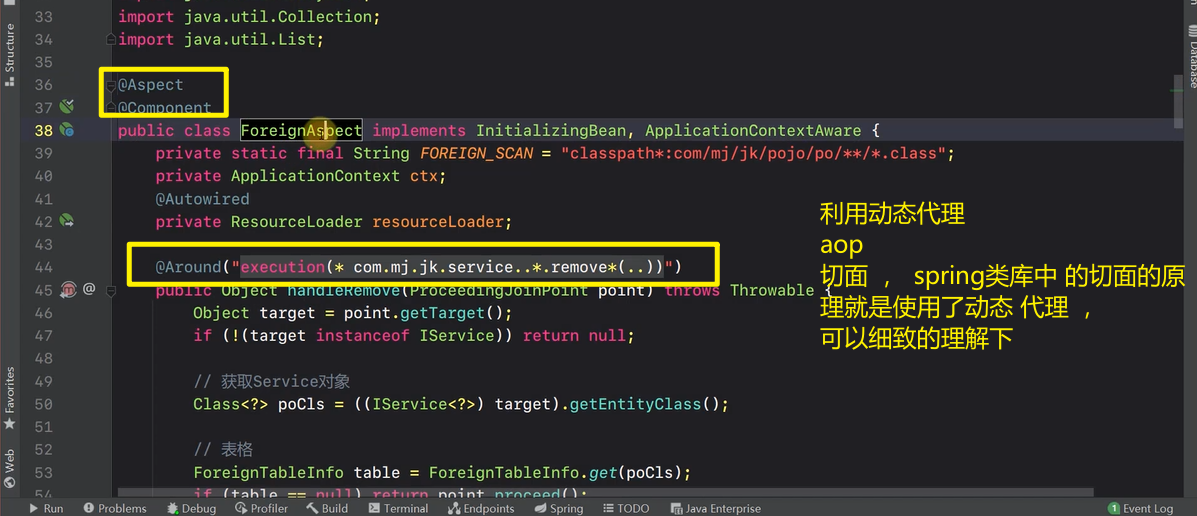 33 import java.util.Collection;
34 import java.util.List;
35
36 @Aspect
37 @Component
38 public class ForeignAspect implements InitializingBean, ApplicationContextAware {
39 private static final String FOREIGN_SCAN = "classpath*:com/mj/jk/pojo/po/**/*.class";
40 private ApplicationContext ctx;
41 @Autowired
42 private ResourceLoader resourceLoader;
43
44 @Around("execution(* com.mj.jk.service..*.remove*(..))")
45 public Object handleRemove(ProceedingJoinPoint point) throws Throwable {
46 Object target = point.getTarget();
47 if (!(target instanceof IService)) return null;
48
49 // 获取Service对象
50 Class<?> poCls = ((IService<?>) target).getEntityClass();
51
52 // 表格
53 ForeignTableInfo table = ForeignTableInfo.get(poCls);
54 if (table == null) return point.proceed();
利用动态代理
aop
切面 ， spring类库中 的切面的原
理就是使用了动态 代理 ，
可以细致的理解下
Structure
Favorites
Web
Database
Run Problems Debug Profiler Build Terminal Endpoints Spring TODO Java Enterprise 1 Event Log